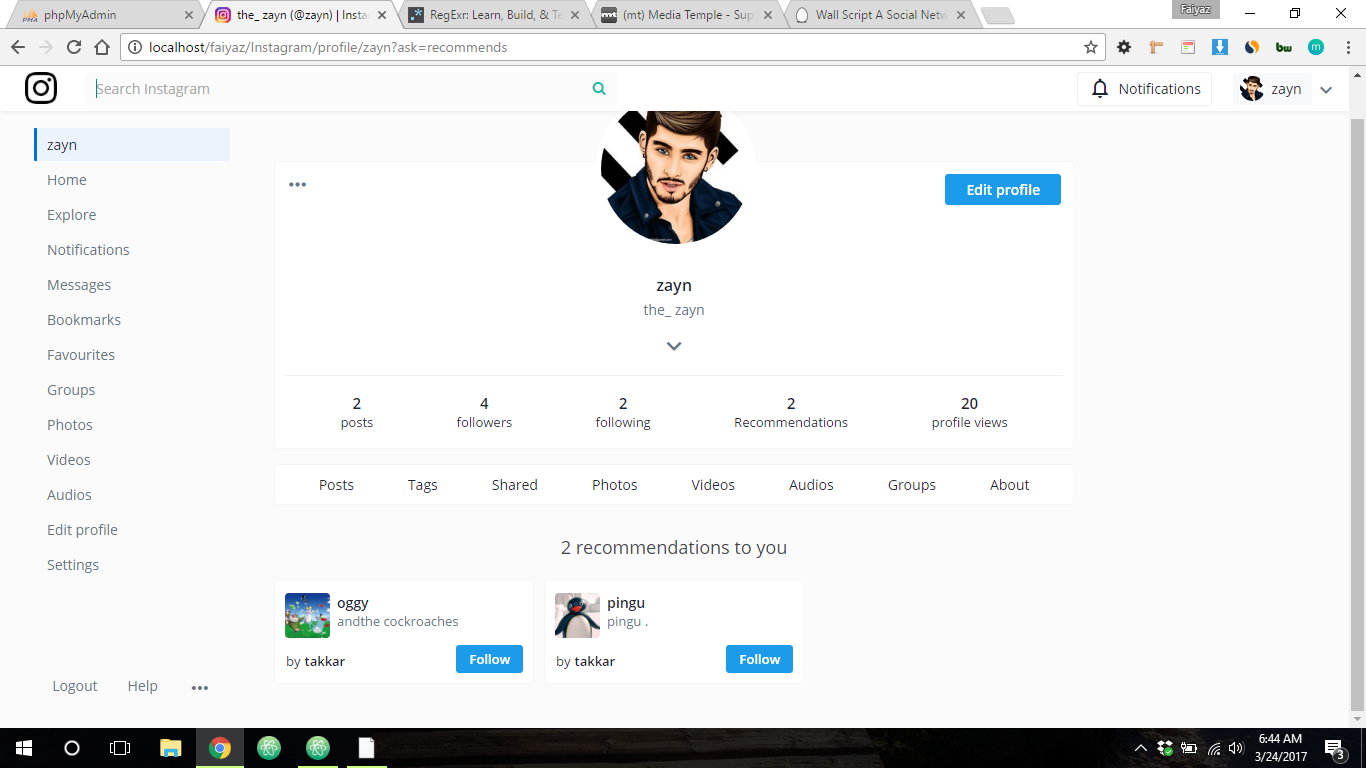 phpMyAdmin
the_ zayn (@zayn) | Insta
RegExr: Learn, Build, & Te
(mt) Media Temple - Sup
Wall Script A Social Netw
Faiyaz
localhost/faiyaz/Instagram/profile/zayn?ask=recommends
Search Instagram
Notifications
zayn
zayn
Home
Explore
Notifications
Messages
Bookmarks
Favourites
Groups
Photos
Videos
Audios
Edit profile
Settings
Logout Help
Edit profile
zayn
the_ zayn
2 4 2 2 20
posts followers following Recommendations profile views
Posts Tags Shared Photos Videos Audios Groups About
2 recommendations to you
oggy
andthe cockroaches
by takkar Follow
pingu
pingu .
by takkar Follow
6:44 AM
3/24/2017
3